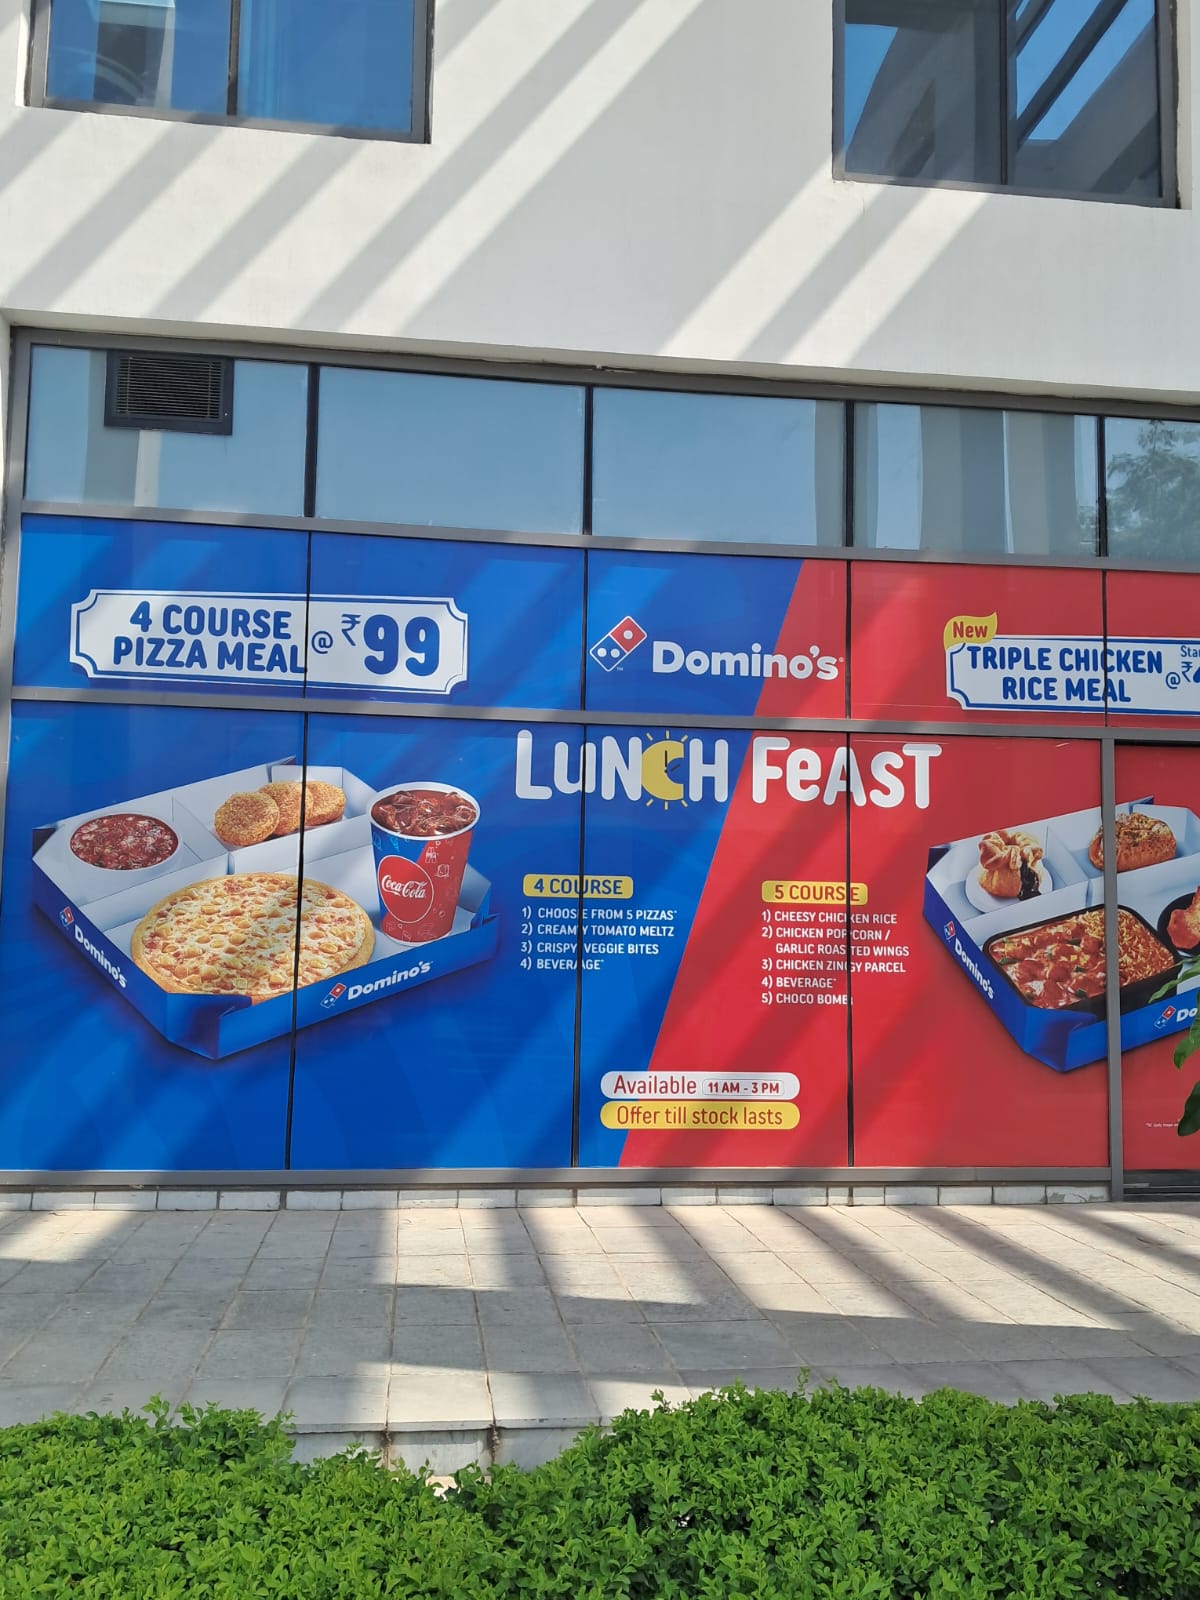 4 COURSE
PIZZA MEAL @ ₹99
Domino's
New
TRIPLE CHICKEN
RICE MEAL @ ₹
LUNCH FEAST
Coca-Cola
Domino's
Domino's
4 COURSE
1) CHOOSE FROM 5 PIZZAS*
2) CREAMY TOMATO MELTZ
3) CRISPY VEGGIE BITES
4) BEVERAGE*
5 COURSE
1) CHEESY CHICKEN RICE
2) CHICKEN POPCORN /
GARLIC ROASTED WINGS
3) CHICKEN ZINGY PARCEL
4) BEVERAGE*
5) CHOCO BOMB
Domino's
Do
Available 11 AM - 3 PM
Offer till stock lasts